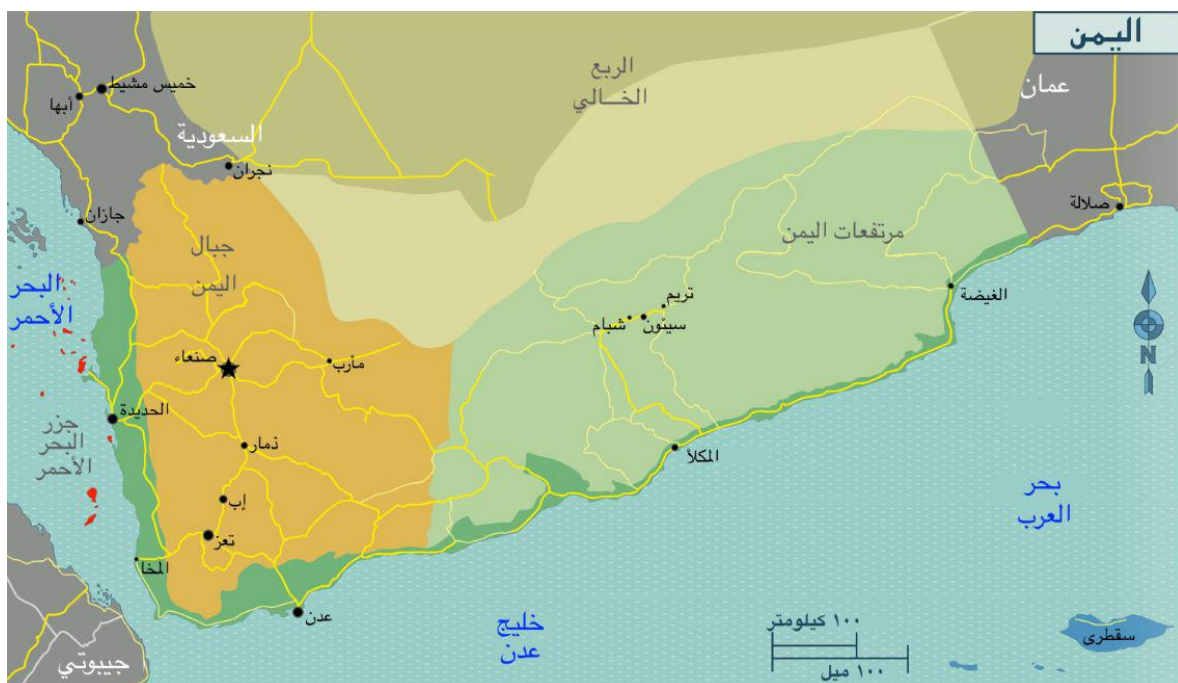 اليمن
الربع
الخـــالي
عمان
خميس مشيط
أبها
السعودية
نجران
جازان
صلالة
جبال
اليمن
مرتفعات اليمن
البحر
الأحمر
الغيضة
تريم
سيئون
شبام
صنعاء
مأرب
N
الحديدة
جزر
البحر
الأحمر
ذمار
المكلأ
إب
بحر
العرب
تعز
المخا
عدن
خليج
عدن
١٠٠ كيلومتر
١٠٠ ميل
سقطرى
جيبوتي